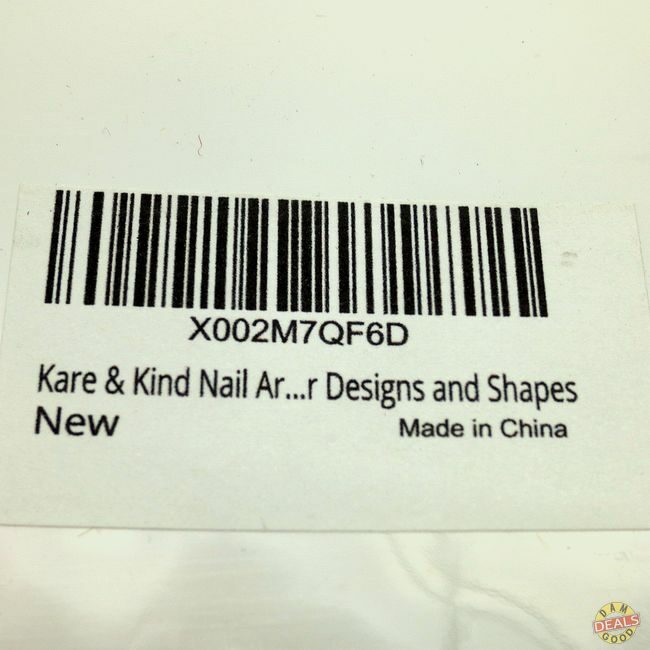 X002M7QF6D
Kare & Kind Nail Ar...r Designs and Shapes
New
Made in China
DAM
DEALS
GOOD